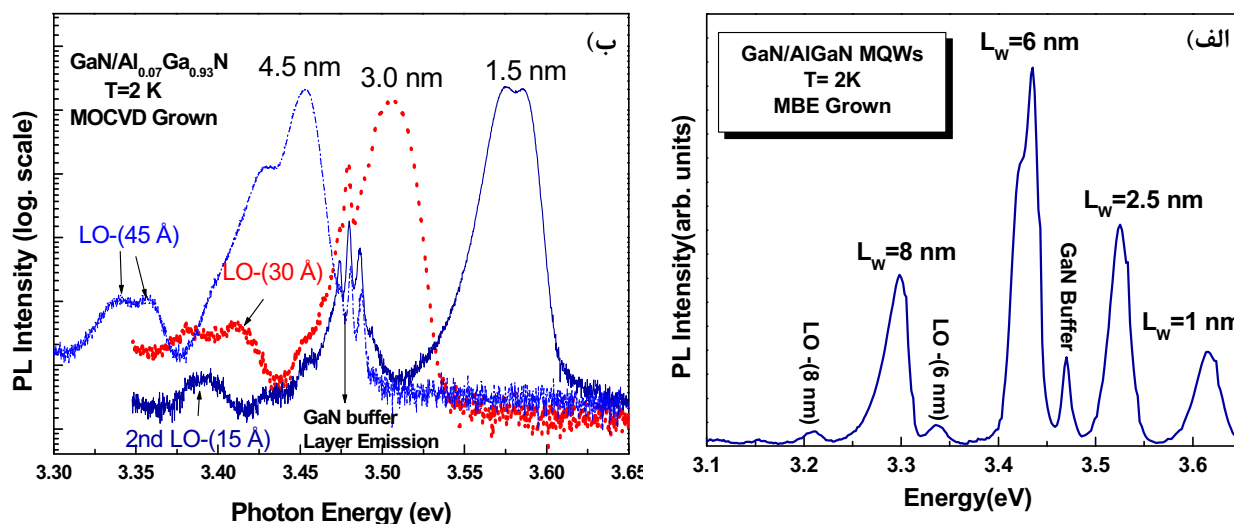 ب)
GaN/Al0.07Ga0.93N
T=2 K
MOCVD Grown
4.5 nm
3.0 nm
1.5 nm
LO-(45 Å)
LO-(30 Å)
2nd LO-(15 Å)
GaN buffer
Layer Emission
PL Intensity (log. scale)
3.30 3.35 3.40 3.45 3.50 3.55 3.60 3.65
Photon Energy (ev)
الف)
GaN/AlGaN MQWs
T= 2K
MBE Grown
LW=6 nm
LW=2.5 nm
LW=8 nm
LW=1 nm
GaN Buffer
LO -(8 nm)
LO -(6 nm)
PL Intensity(arb. units)
3.1 3.2 3.3 3.4 3.5 3.6
Energy(eV)